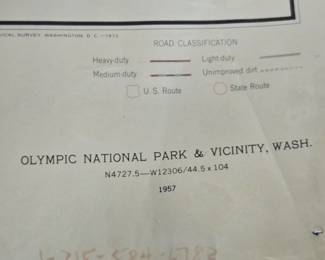 ICAL SURVEY, WASHINGTON, D. C. — 1973
ROAD CLASSIFICATION
Heavy-duty Light-duty
Medium-duty Unimproved dirt
U. S. Route State Route
OLYMPIC NATIONAL PARK & VICINITY, WASH.
N4727.5—W12306/44.5 x 104
1957